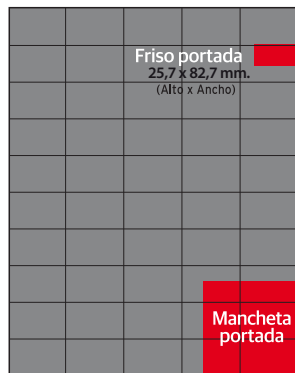 Friso portada
25,7 x 82,7 mm.
(Alto x Ancho)
Mancheta
portada